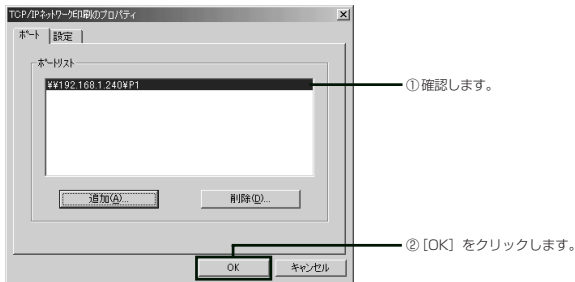 TCP/IPネットワーク印刷のプロパティ
ポート
設定
ポートリスト
¥¥192.168.1.240¥P1
①確認します。
追加(A)...
削除(D)...
②[OK] をクリックします。
OK
キャンセル